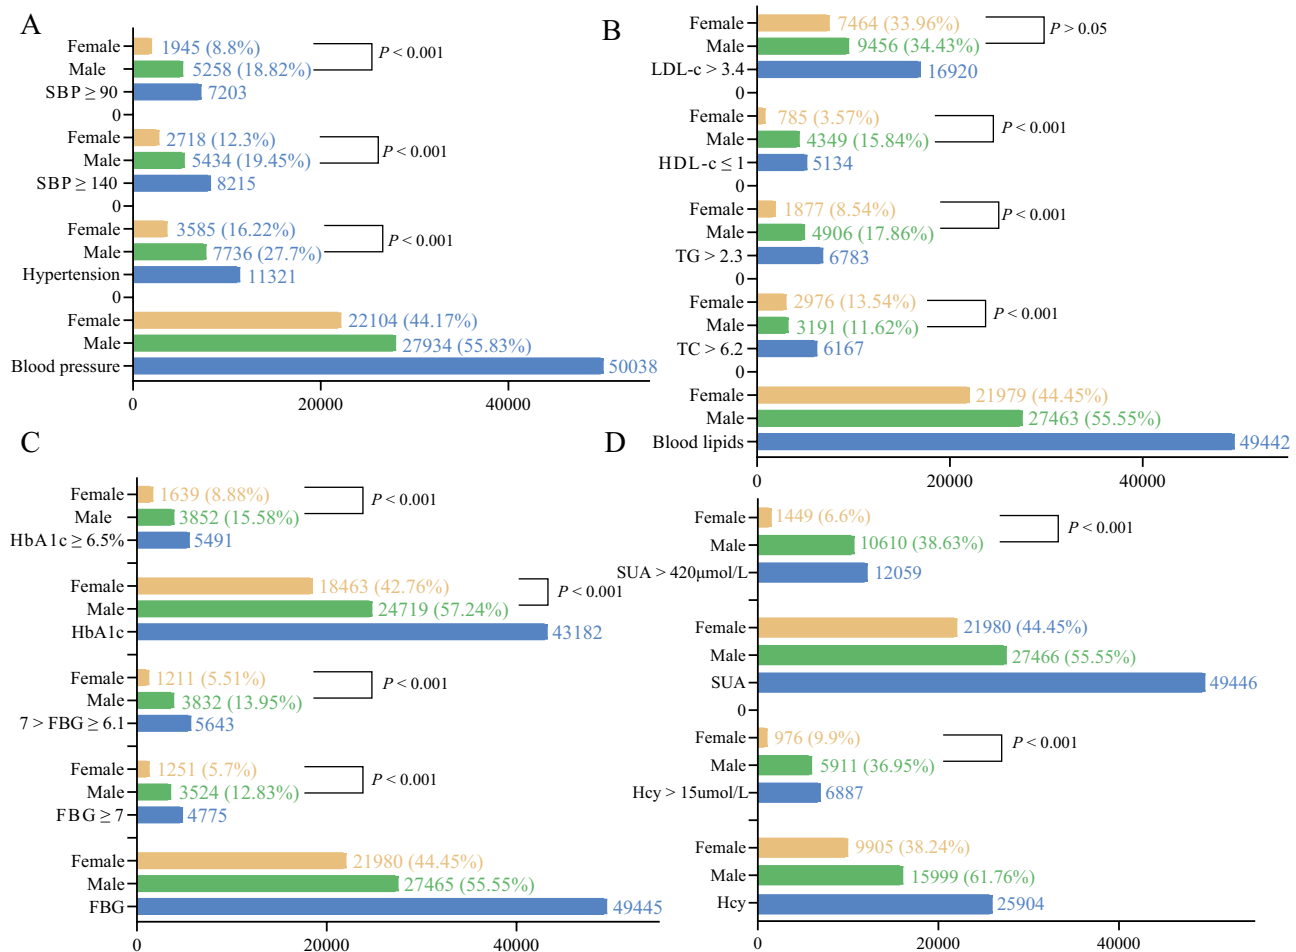 A
Female 1945 (8.8%)
Male 5258 (18.82%)
P < 0.001
SBP ≥ 90 7203
0
Female 2718 (12.3%)
Male 5434 (19.45%)
P < 0.001
SBP ≥ 140 8215
0
Female 3585 (16.22%)
Male 7736 (27.7%)
P < 0.001
Hypertension 11321
0
Female 22104 (44.17%)
Male 27934 (55.83%)
Blood pressure 50038
0 20000 40000
B
Female 7464 (33.96%)
P > 0.05
Male 9456 (34.43%)
LDL-c > 3.4 16920
0
Female 785 (3.57%)
P < 0.001
Male 4349 (15.84%)
HDL-c ≤ 1 5134
0
Female 1877 (8.54%)
P < 0.001
Male 4906 (17.86%)
TG > 2.3 6783
0
Female 2976 (13.54%)
P < 0.001
Male 3191 (11.62%)
TC > 6.2 6167
0
Female 21979 (44.45%)
Male 27463 (55.55%)
Blood lipids 49442
0 20000 40000
C
Female 1639 (8.88%)
P < 0.001
Male 3852 (15.58%)
HbA1c ≥ 6.5% 5491
Female 18463 (42.76%)
P < 0.001
Male 24719 (57.24%)
HbA1c 43182
Female 1211 (5.51%)
P < 0.001
Male 3832 (13.95%)
7 > FBG ≥ 6.1 5643
Female 1251 (5.7%)
P < 0.001
Male 3524 (12.83%)
FBG ≥ 7 4775
Female 21980 (44.45%)
Male 27465 (55.55%)
FBG 49445
0 20000 40000
D
Female 1449 (6.6%)
P < 0.001
Male 10610 (38.63%)
SUA > 420μmol/L 12059
Female 21980 (44.45%)
Male 27466 (55.55%)
SUA 49446
0
Female 976 (9.9%)
P < 0.001
Male 5911 (36.95%)
Hcy > 15umol/L 6887
Female 9905 (38.24%)
Male 15999 (61.76%)
Hcy 25904
0 20000 40000